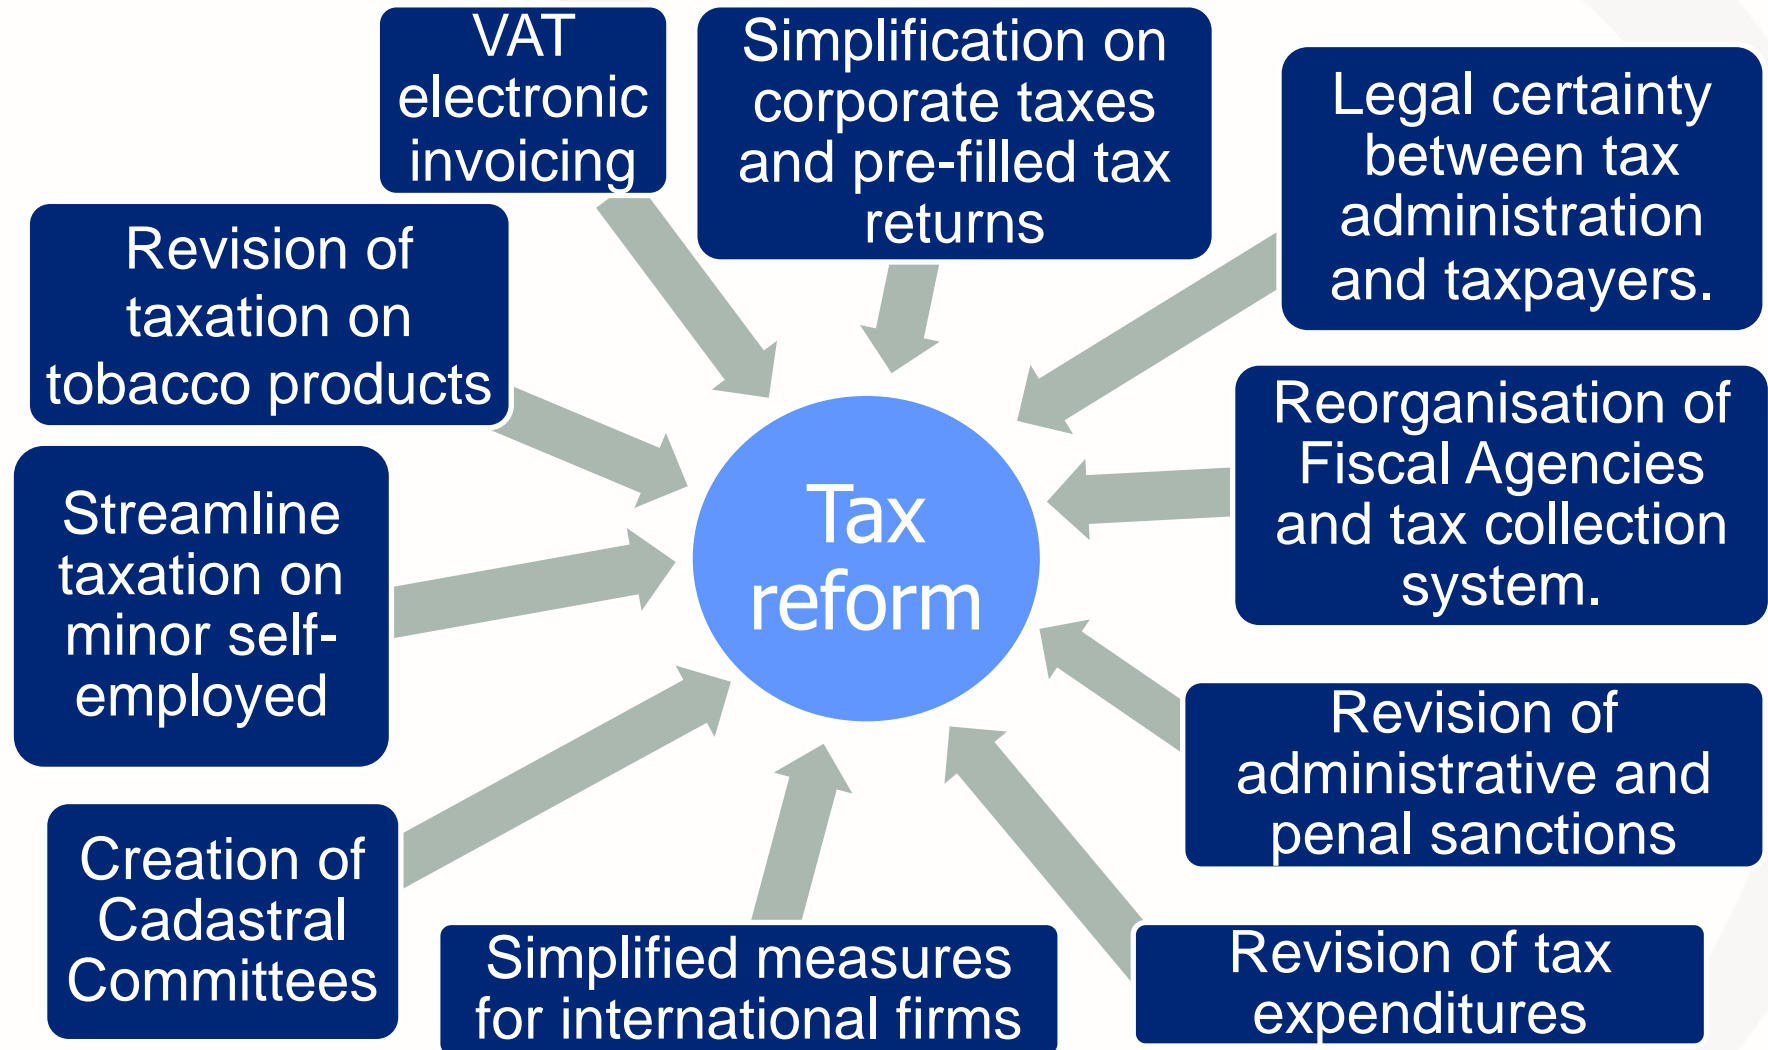 VAT
electronic
invoicing
Simplification on
corporate taxes
and pre-filled tax
returns
Legal certainty
between tax
administration
and taxpayers.
Revision of
taxation on
tobacco products
Reorganisation of
Fiscal Agencies
and tax collection
system.
Tax
reform
Streamline
taxation on
minor self-
employed
Revision of
administrative and
penal sanctions
Creation of
Cadastral
Committees
Simplified measures
for international firms
Revision of tax
expenditures